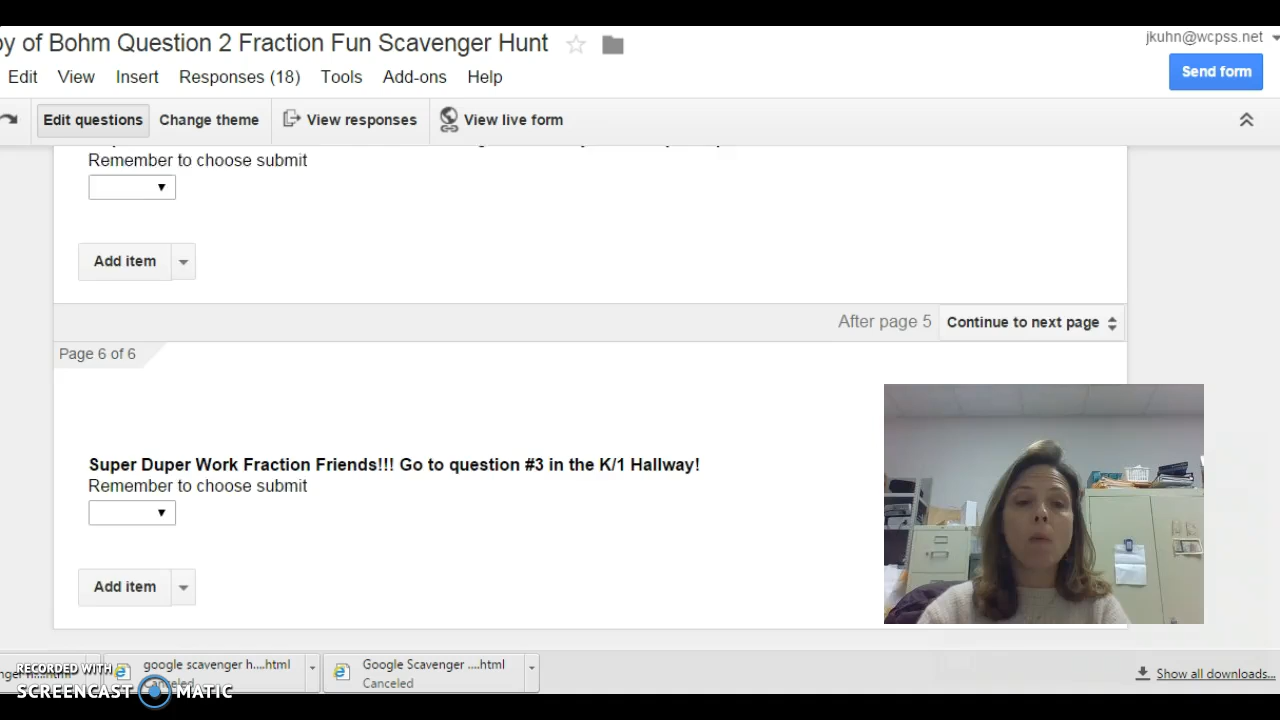 py of Bohm Question 2 Fraction Fun Scavenger Hunt
jkuhn@wcpss.net
Edit View Insert Responses (18) Tools Add-ons Help
Send form
Edit questions Change theme View responses View live form
Remember to choose submit
Add item
After page 5 Continue to next page
Page 6 of 6
Super Duper Work Fraction Friends!!! Go to question #3 in the K/1 Hallway!
Remember to choose submit
Add item
google scavenger h....html Google Scavenger ....html
Canceled Canceled
Show all downloads...
RECORDED WITH
SCREENCAST MATIC